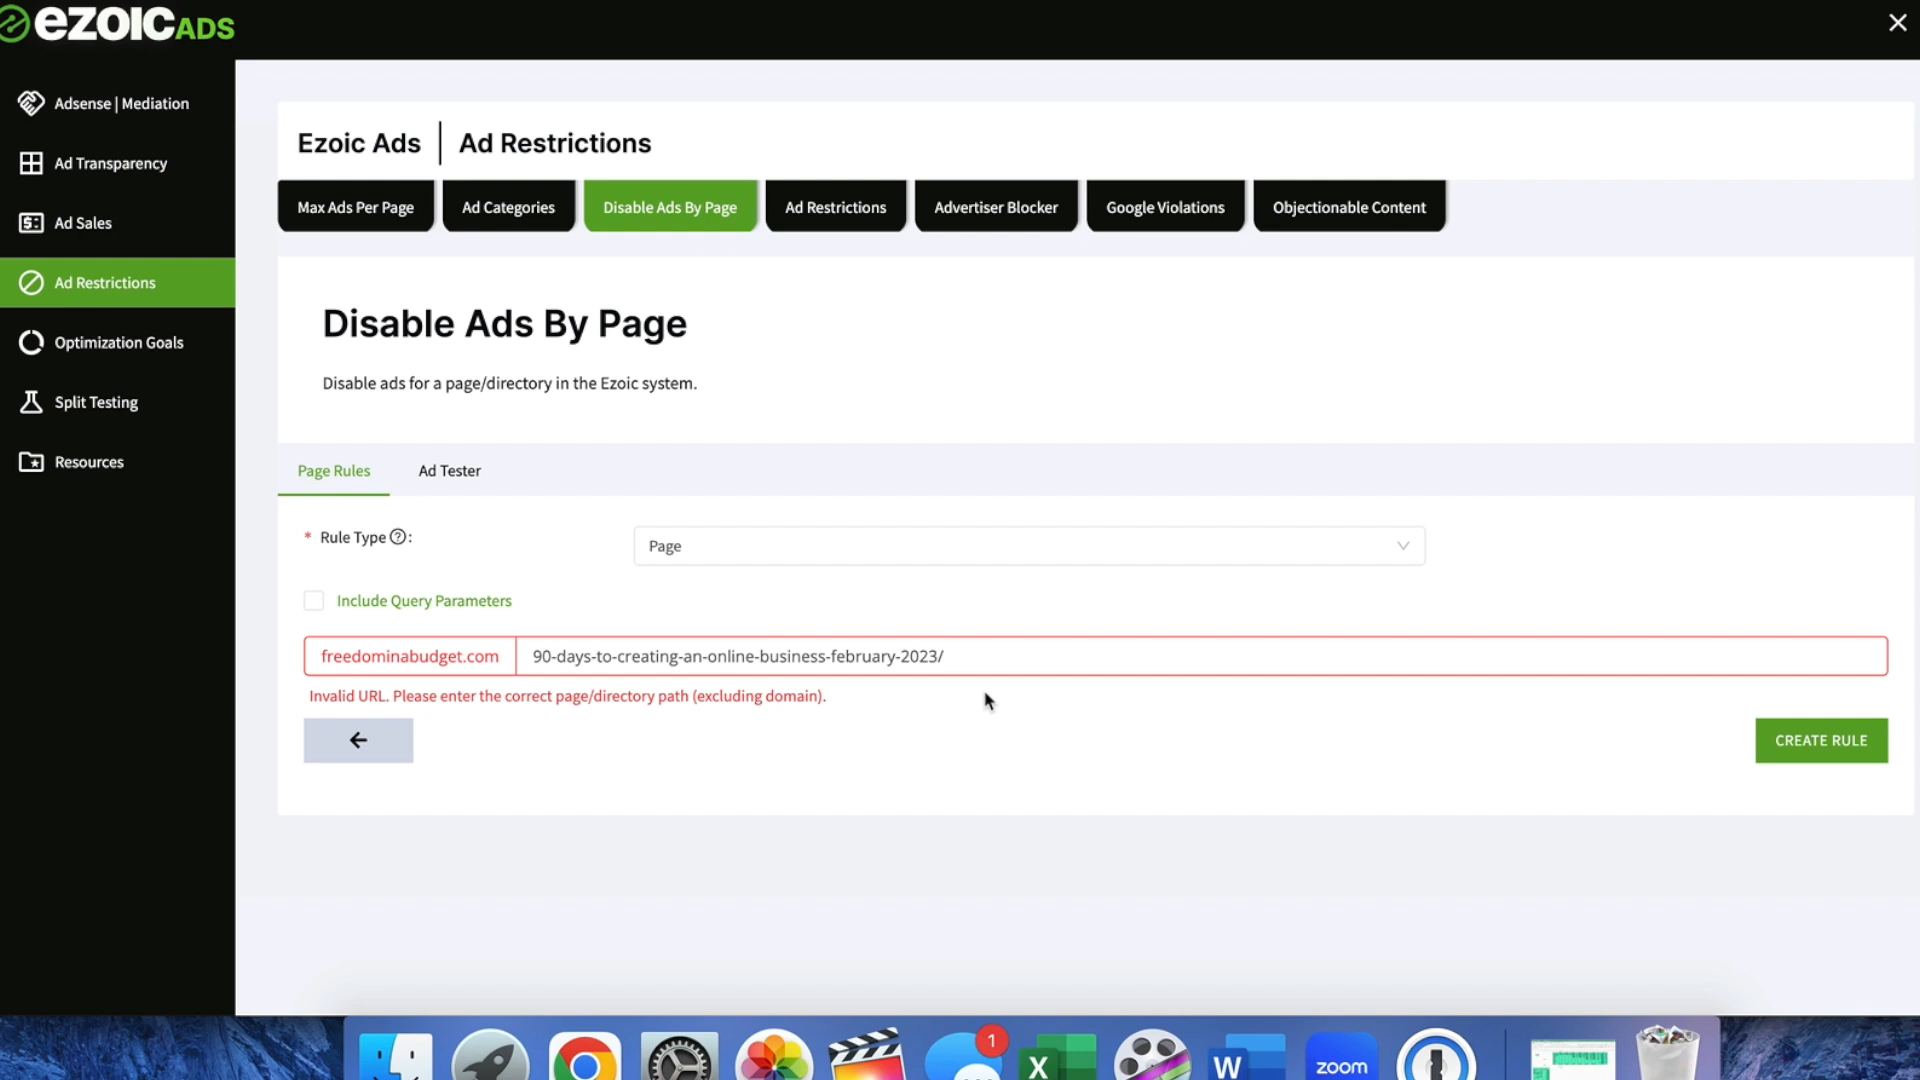 ezoic ADS
Adsense | Mediation
Ad Transparency
Ad Sales
Ad Restrictions
Optimization Goals
Split Testing
Resources
Ezoic Ads | Ad Restrictions
Max Ads Per Page
Ad Categories
Disable Ads By Page
Ad Restrictions
Advertiser Blocker
Google Violations
Objectionable Content
Disable Ads By Page
Disable ads for a page/directory in the Ezoic system.
Page Rules
Ad Tester
* Rule Type ? :
Page
Include Query Parameters
freedominabudget.com
90-days-to-creating-an-online-business-february-2023/
Invalid URL. Please enter the correct page/directory path (excluding domain).
CREATE RULE
1
X
W
zoom